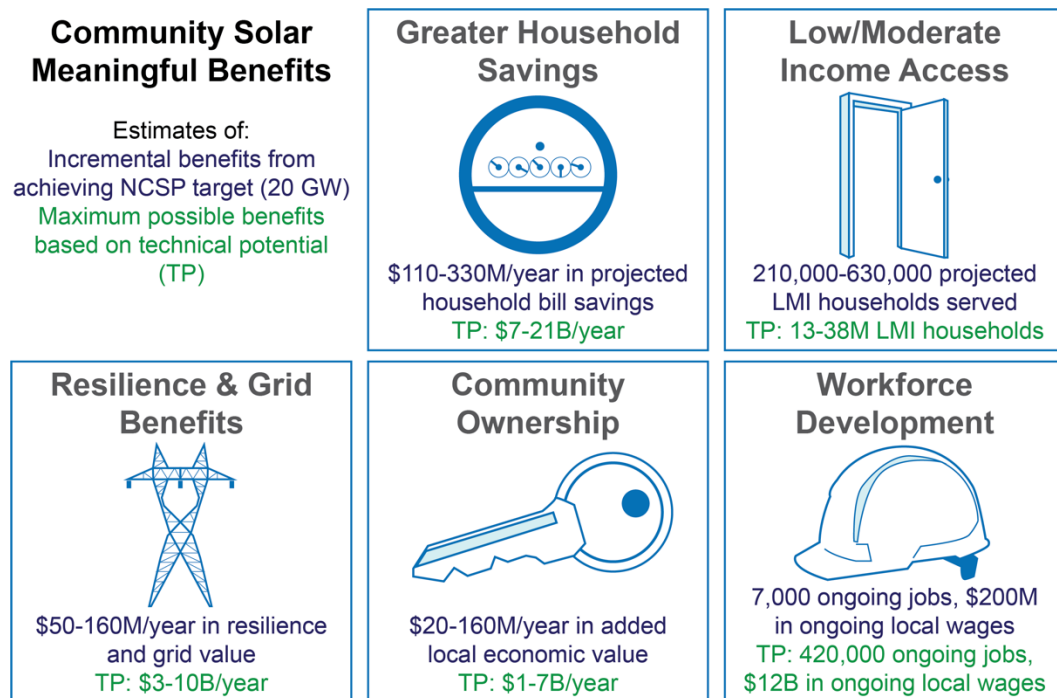 Community Solar
Meaningful Benefits
Estimates of:
Incremental benefits from
achieving NCSP target (20 GW)
Maximum possible benefits
based on technical potential
(TP)
Greater Household
Savings
$110-330M/year in projected
household bill savings
TP: $7-21B/year
Low/Moderate
Income Access
210,000-630,000 projected
LMI households served
TP: 13-38M LMI households
Resilience & Grid
Benefits
$50-160M/year in resilience
and grid value
TP: $3-10B/year
Community
Ownership
$20-160M/year in added
local economic value
TP: $1-7B/year
Workforce
Development
7,000 ongoing jobs, $200M
in ongoing local wages
TP: 420,000 ongoing jobs,
$12B in ongoing local wages